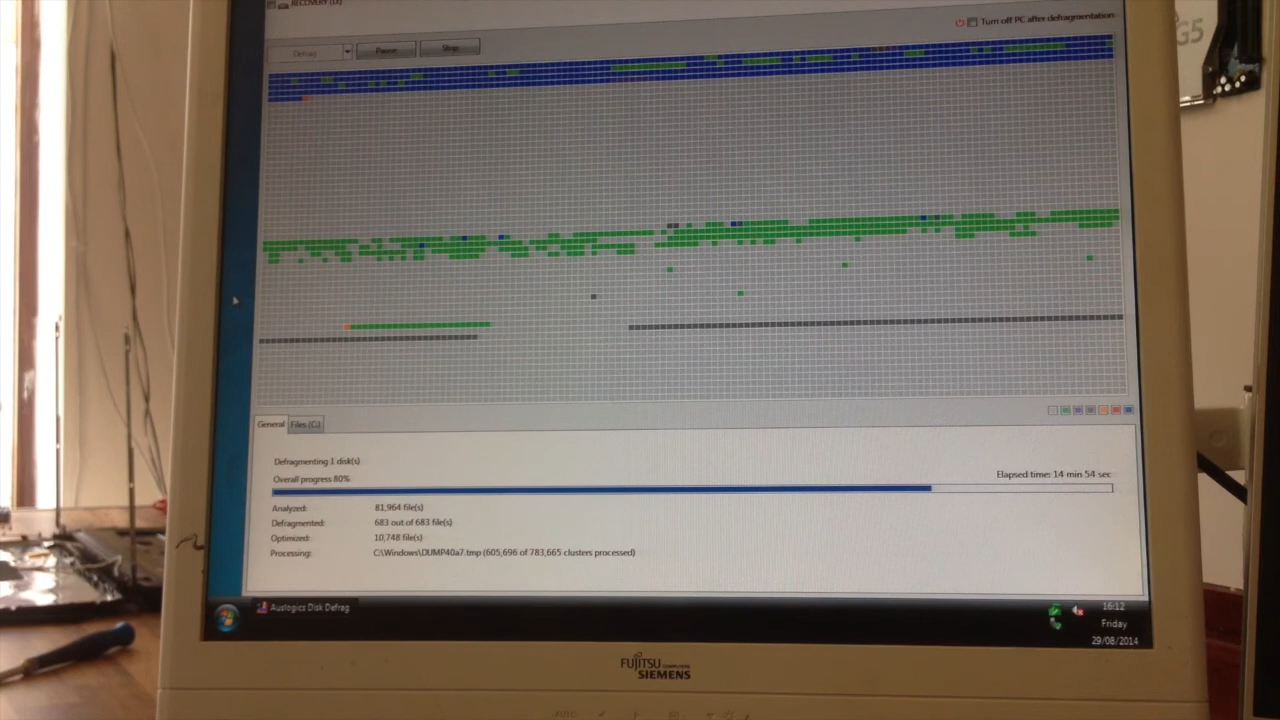 RECOVERY (D:)
Turn off PC after defragmentation
Defrag
Pause
Stop
G5
General
Files (C:)
Defragmenting 1 disk(s)
Overall progress 80%
Elapsed time: 14 min 54 sec
Analyzed: 81,964 file(s)
Defragmented: 683 out of 683 file(s)
Optimized: 10,748 file(s)
Processing: C:\Windows\DUMP40a7.tmp (605,696 of 783,665 clusters processed)
Auslogics Disk Defrag
16:12
Friday
29/08/2014
FUJITSU COMPUTERS
SIEMENS
AUTO